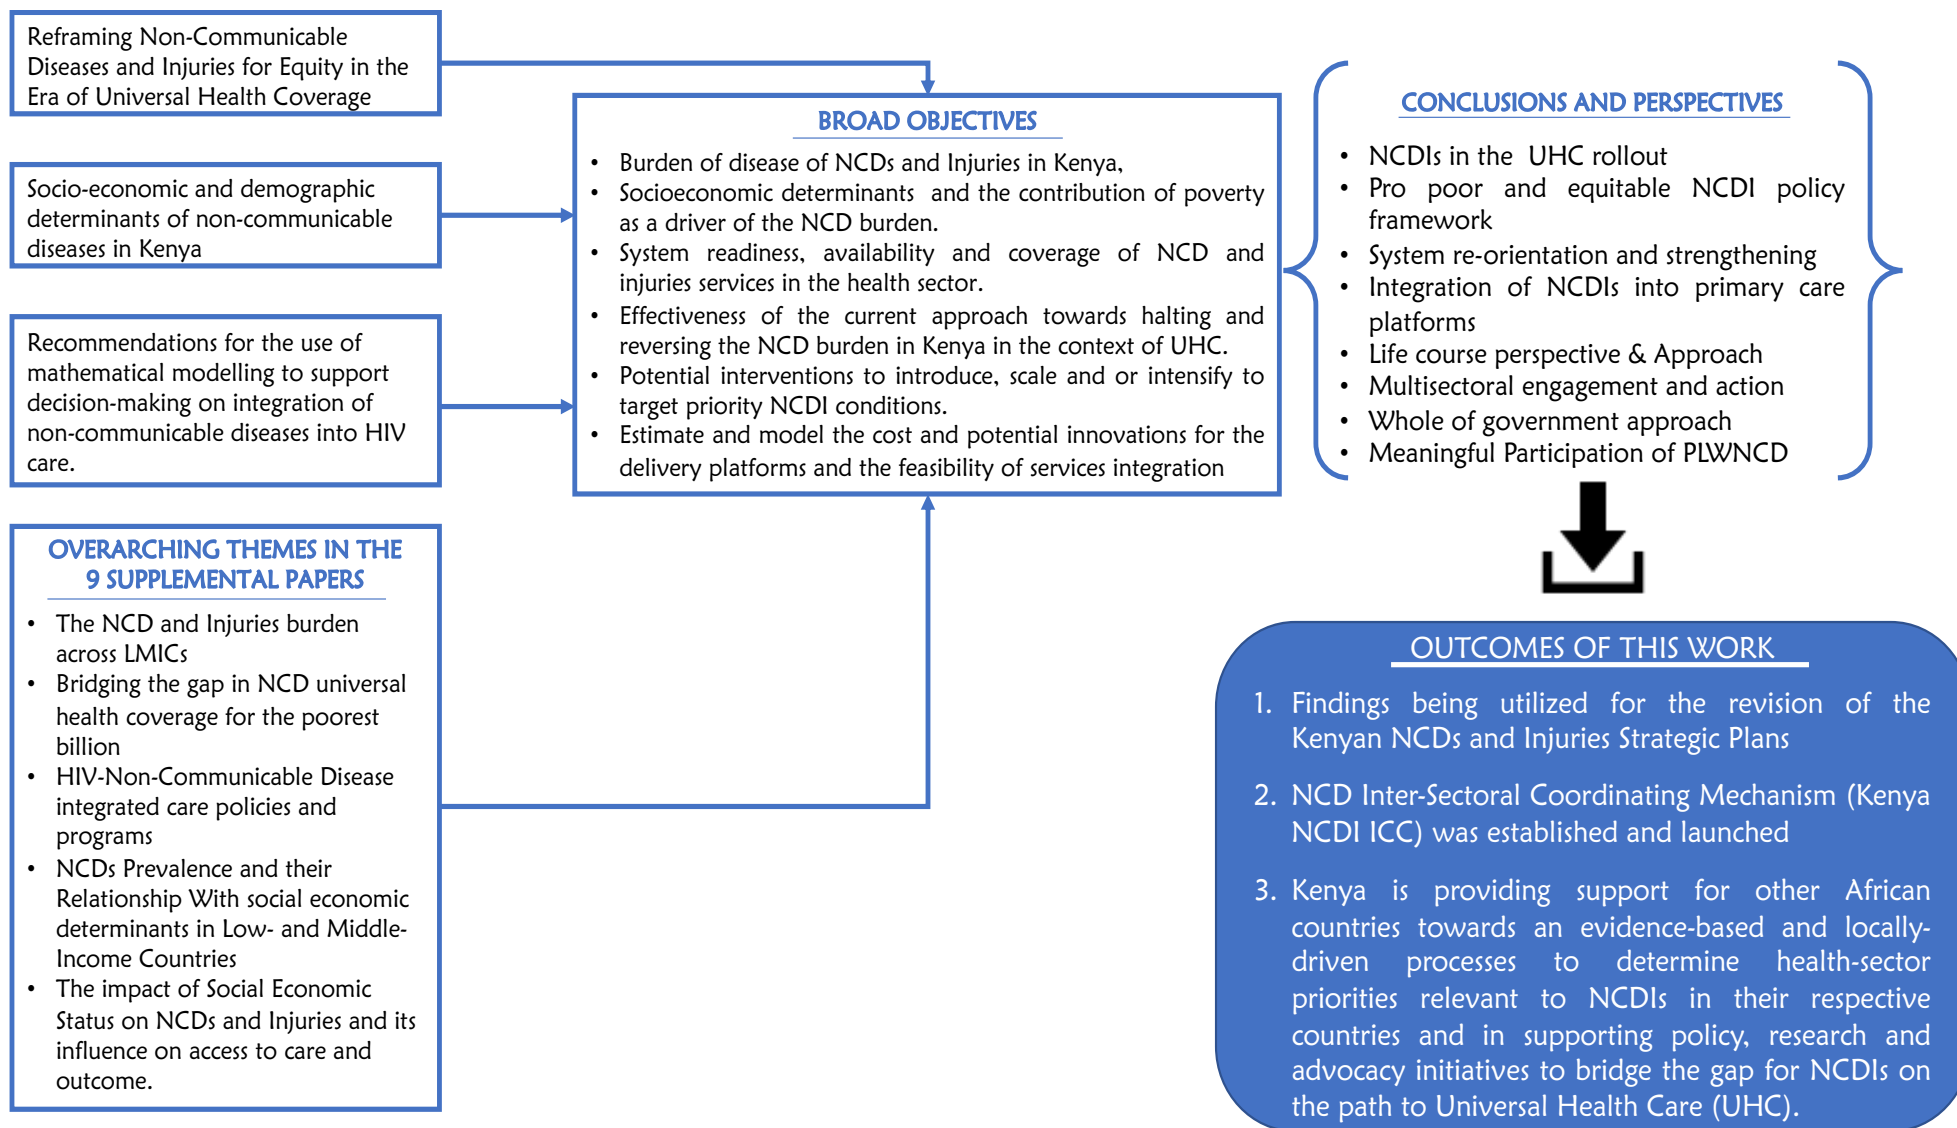 Reframing Non-Communicable
Diseases and Injuries for Equity in the
Era of Universal Health Coverage
Socio-economic and demographic
determinants of non-communicable
diseases in Kenya
Recommendations for the use of
mathematical modelling to support
decision-making on integration of
non-communicable diseases into HIV
care.
OVERARCHING THEMES IN THE
9 SUPPLEMENTAL PAPERS
• The NCD and Injuries burden
across LMICs
• Bridging the gap in NCD universal
health coverage for the poorest
billion
• HIV-Non-Communicable Disease
integrated care policies and
programs
• NCDs Prevalence and their
Relationship With social economic
determinants in Low- and Middle-
Income Countries
• The impact of Social Economic
Status on NCDs and Injuries and its
influence on access to care and
outcome.
BROAD OBJECTIVES
• Burden of disease of NCDs and Injuries in Kenya,
• Socioeconomic determinants and the contribution of poverty
as a driver of the NCD burden.
• System readiness, availability and coverage of NCD and
injuries services in the health sector.
• Effectiveness of the current approach towards halting and
reversing the NCD burden in Kenya in the context of UHC.
• Potential interventions to introduce, scale and or intensify to
target priority NCDI conditions.
• Estimate and model the cost and potential innovations for the
delivery platforms and the feasibility of services integration
CONCLUSIONS AND PERSPECTIVES
• NCDIs in the UHC rollout
• Pro poor and equitable NCDI policy
framework
• System re-orientation and strengthening
• Integration of NCDIs into primary care
platforms
• Life course perspective & Approach
• Multisectoral engagement and action
• Whole of government approach
• Meaningful Participation of PLWNCD
OUTCOMES OF THIS WORK
1. Findings being utilized for the revision of the
Kenyan NCDs and Injuries Strategic Plans
2. NCD Inter-Sectoral Coordinating Mechanism (Kenya
NCDI ICC) was established and launched
3. Kenya is providing support for other African
countries towards an evidence-based and locally-
driven processes to determine health-sector
priorities relevant to NCDIs in their respective
countries and in supporting policy, research and
advocacy initiatives to bridge the gap for NCDIs on
the path to Universal Health Care (UHC).